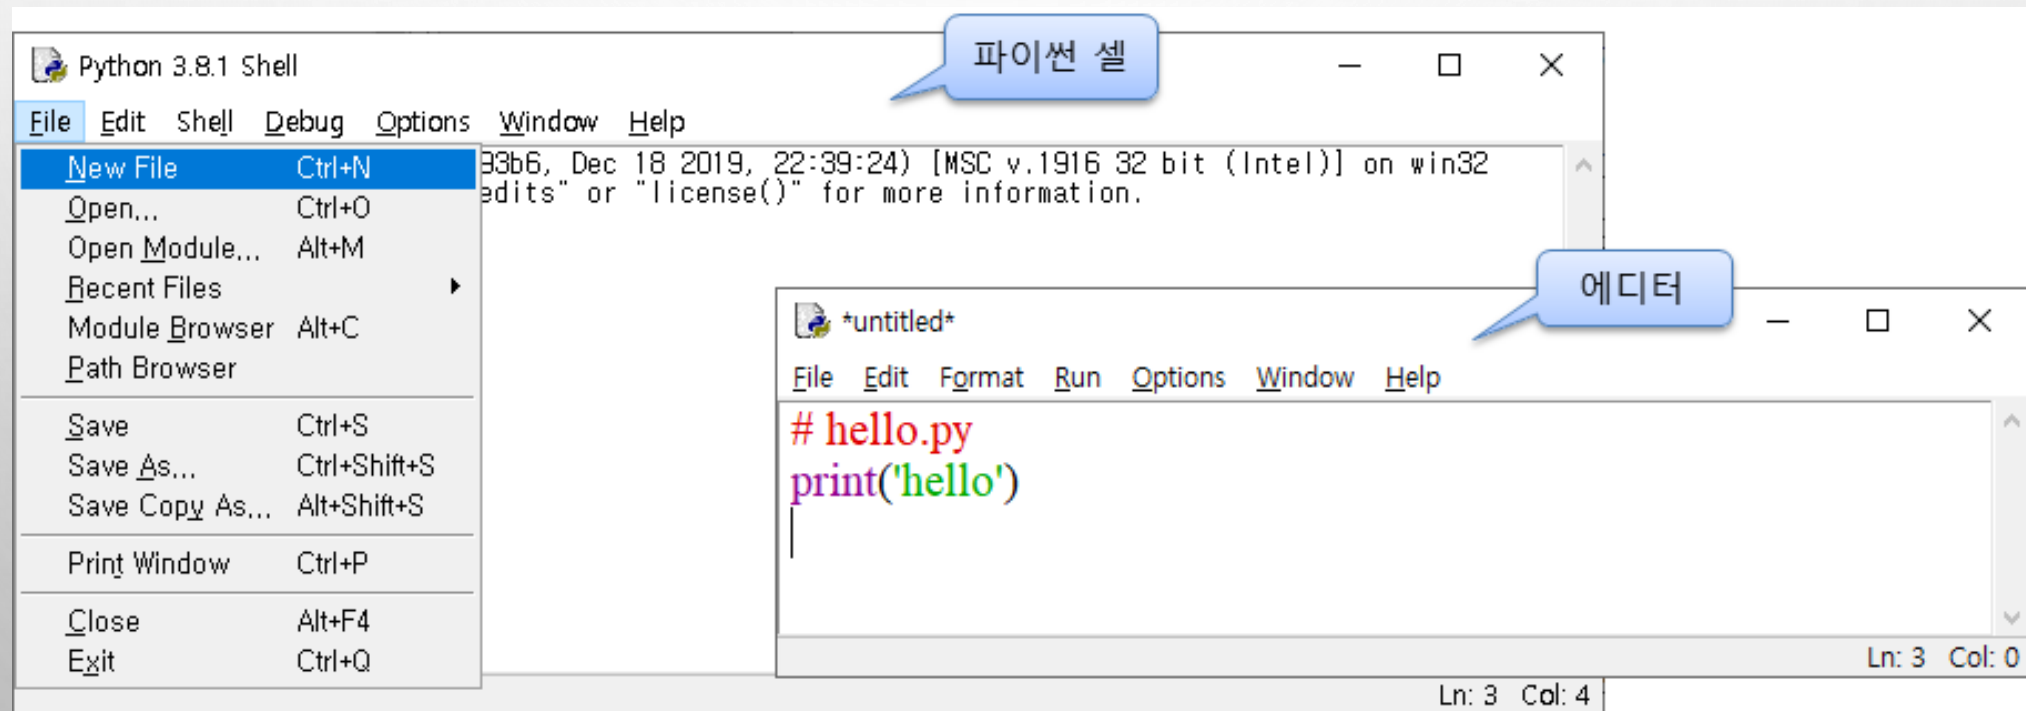 파이썬 셸
Python 3.8.1 Shell
File Edit Shell Debug Options Window Help
93b6, Dec 18 2019, 22:39:24) [MSC v.1916 32 bit (Intel)] on win32
edits" or "license()" for more information.
New File Ctrl+N
Open... Ctrl+O
Open Module... Alt+M
Recent Files
Module Browser Alt+C
Path Browser
Save Ctrl+S
Save As... Ctrl+Shift+S
Save Copy As... Alt+Shift+S
Print Window Ctrl+P
Close Alt+F4
Exit Ctrl+Q
에디터
*untitled*
File Edit Format Run Options Window Help
# hello.py
print('hello')
Ln: 3 Col: 0
Ln: 3 Col: 4